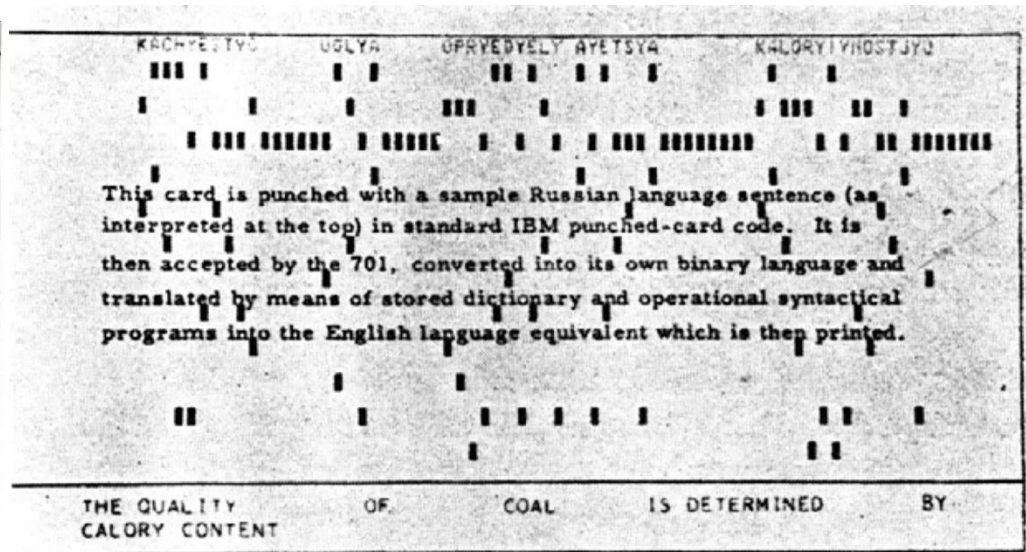 KACHYESTVO UGLYA OPRYEDYELY AYETSYA KALORYIYNOSTJYU
This card is punched with a sample Russian language sentence (as
interpreted at the top) in standard IBM punched-card code. It is
then accepted by the 701, converted into its own binary language and
translated by means of stored dictionary and operational syntactical
programs into the English language equivalent which is then printed.
THE QUALITY OF COAL IS DETERMINED BY
CALORY CONTENT